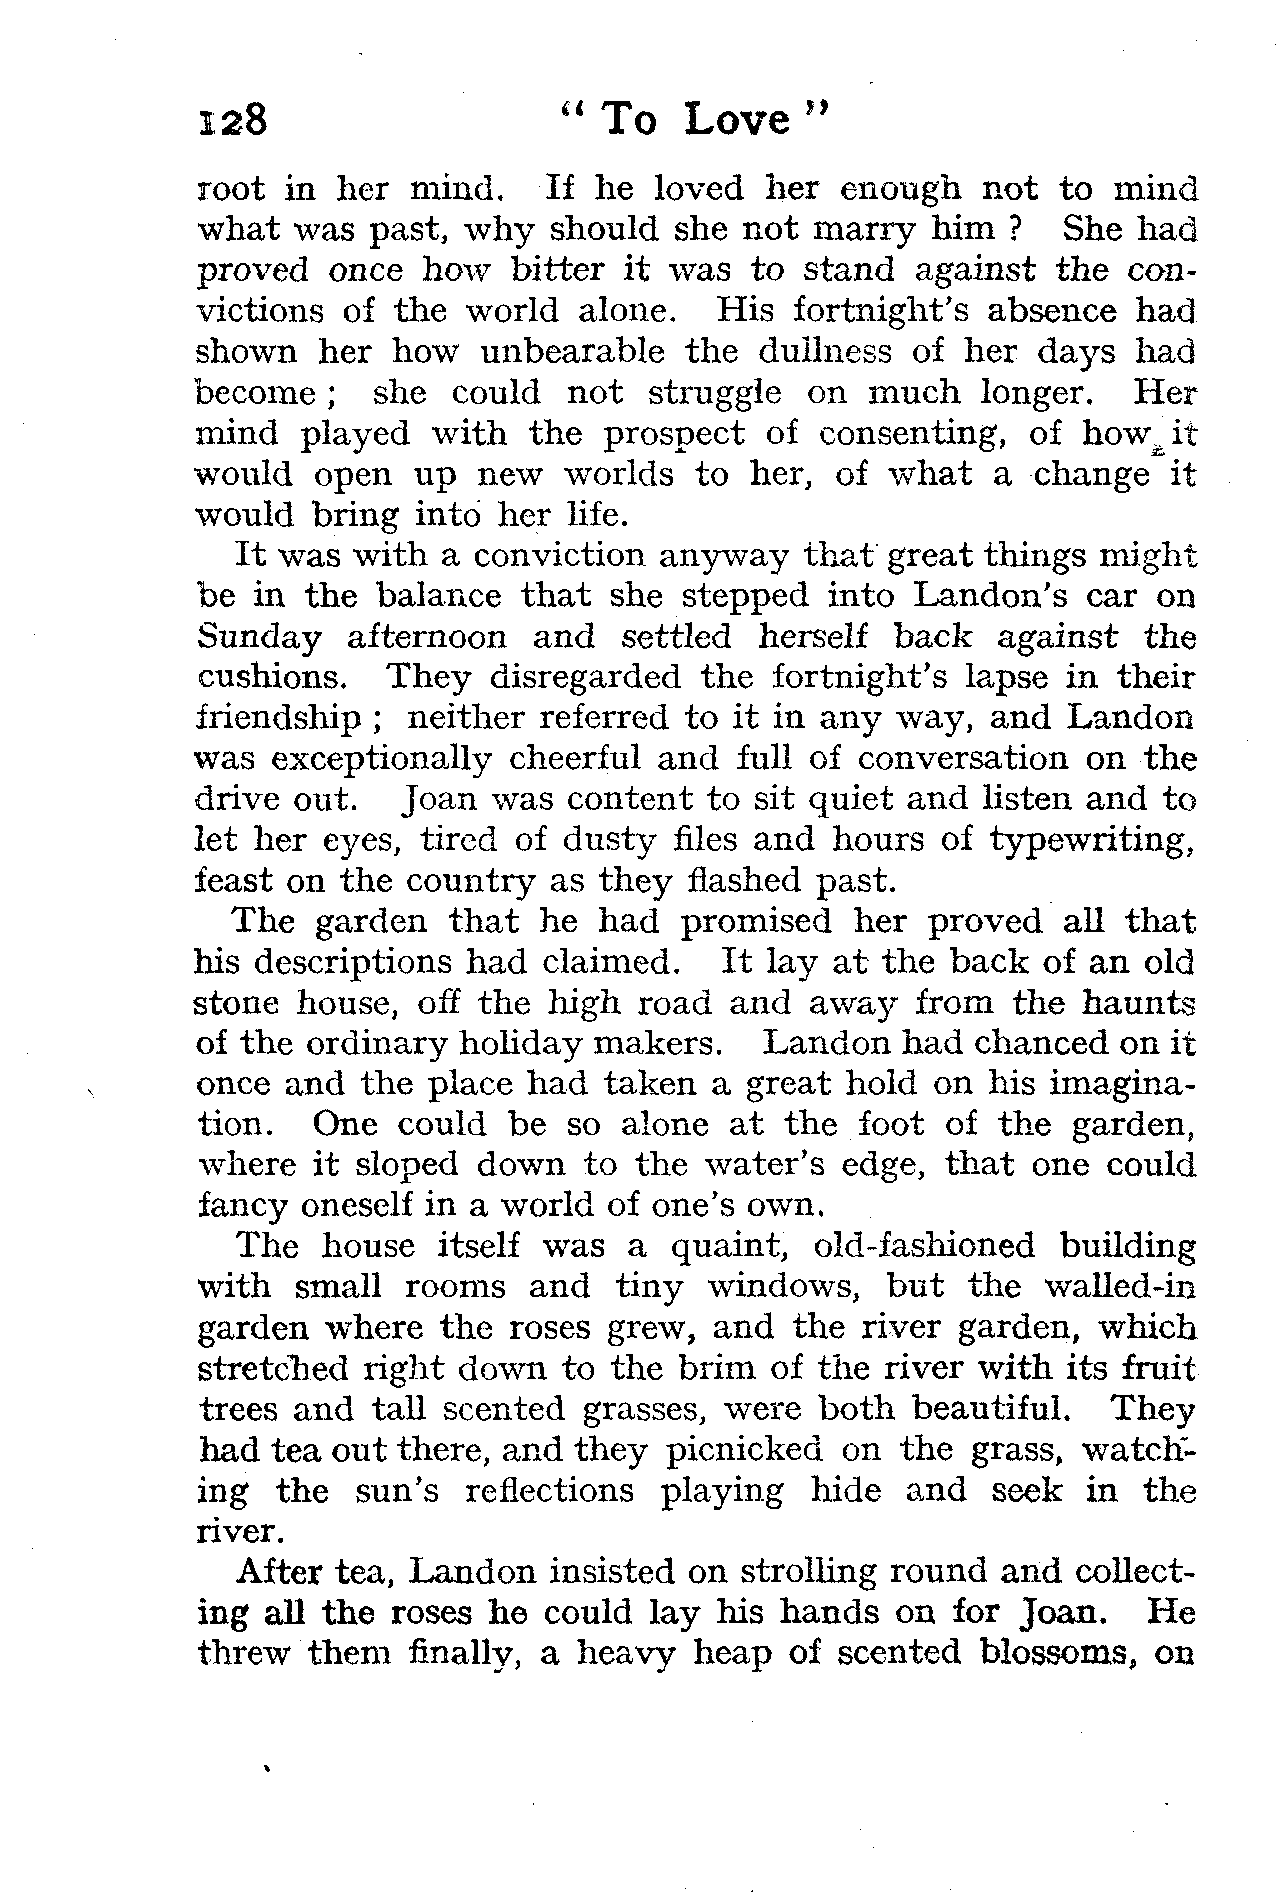 128 " To Love "
root in her mind. If he loved her enough not to mind
what was past, why should she not marry him ? She had
proved once how bitter it was to stand against the con-
victions of the world alone. His fortnight's absence had
shown her how unbearable the dullness of her days had
become ; she could not struggle on much longer. Her
mind played with the prospect of consenting, of how it
would open up new worlds to her, of what a change it
would bring into her life.
It was with a conviction anyway that great things might
be in the balance that she stepped into Landon's car on
Sunday afternoon and settled herself back against the
cushions. They disregarded the fortnight's lapse in their
friendship ; neither referred to it in any way, and Landon
was exceptionally cheerful and full of conversation on the
drive out. Joan was content to sit quiet and listen and to
let her eyes, tired of dusty files and hours of typewriting,
feast on the country as they flashed past.
The garden that he had promised her proved all that
his descriptions had claimed. It lay at the back of an old
stone house, off the high road and away from the haunts
of the ordinary holiday makers. Landon had chanced on it
once and the place had taken a great hold on his imagina-
tion. One could be so alone at the foot of the garden,
where it sloped down to the water's edge, that one could
fancy oneself in a world of one's own.
The house itself was a quaint, old-fashioned building
with small rooms and tiny windows, but the walled-in
garden where the roses grew, and the river garden, which
stretched right down to the brim of the river with its fruit
trees and tall scented grasses, were both beautiful. They
had tea out there, and they picnicked on the grass, watch-
ing the sun's reflections playing hide and seek in the
river.
After tea, Landon insisted on strolling round and collect-
ing all the roses he could lay his hands on for Joan. He
threw them finally, a heavy heap of scented blossoms, on